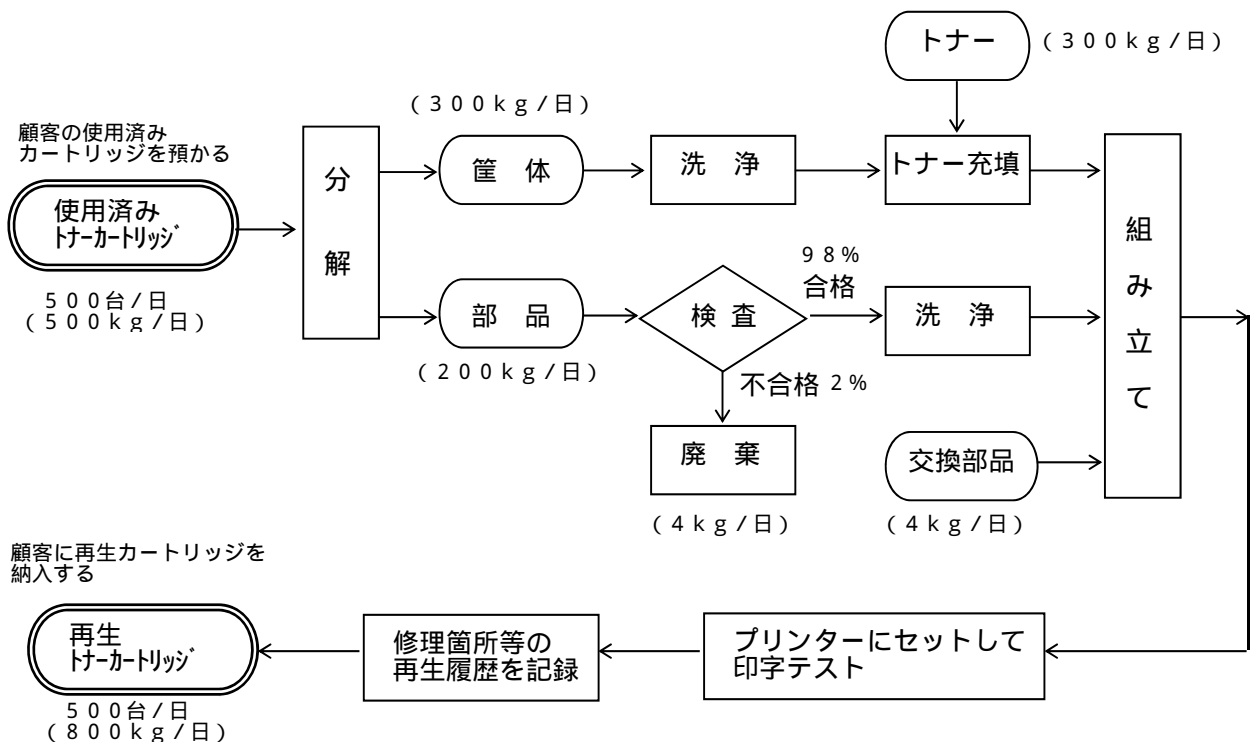 トナー
(300kg/日)
(300kg/日)
顧客の使用済み
カートリッジを預かる
分
解
筐 体
洗 浄
トナー充填
使用済み
トナーカートリッジ
500台/日
(500kg/日)
組
み
立
て
98%
合格
部 品
検 査
洗 浄
(200kg/日)
不合格 2%
廃 棄
交換部品
(4kg/日)
(4kg/日)
顧客に再生カートリッジを
納入する
再生
トナーカートリッジ
修理箇所等の
再生履歴を記録
プリンターにセットして
印字テスト
500台/日
(800kg/日)